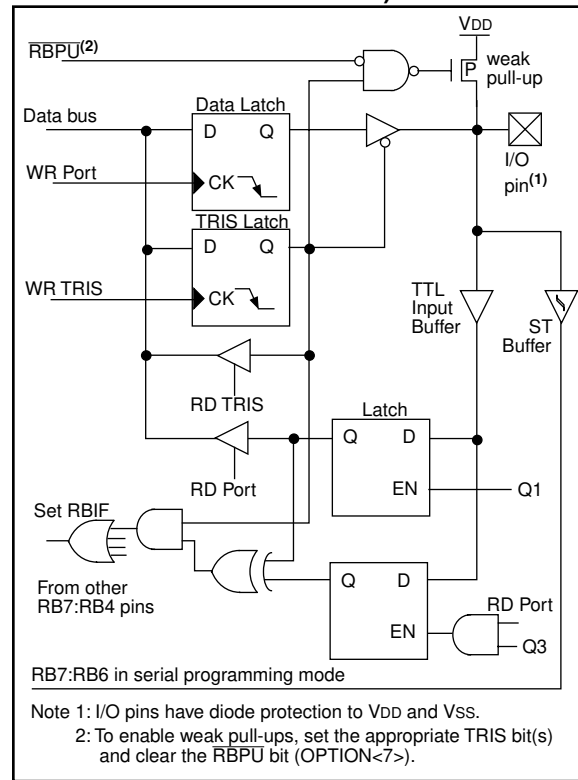 VDD
RBPU(2)
weak
pull-up
P
Data Latch
Data bus
D Q
I/O
pin(1)
WR Port
CK
TRIS Latch
D Q
WR TRIS
CK
TTL
Input
Buffer
ST
Buffer
RD TRIS
Latch
Q D
RD Port
EN
Q1
Set RBIF
From other
RB7:RB4 pins
Q D
RD Port
EN
Q3
RB7:RB6 in serial programming mode
Note 1: I/O pins have diode protection to VDD and VSS.
2: To enable weak pull-ups, set the appropriate TRIS bit(s)
and clear the RBPU bit (OPTION<7>).